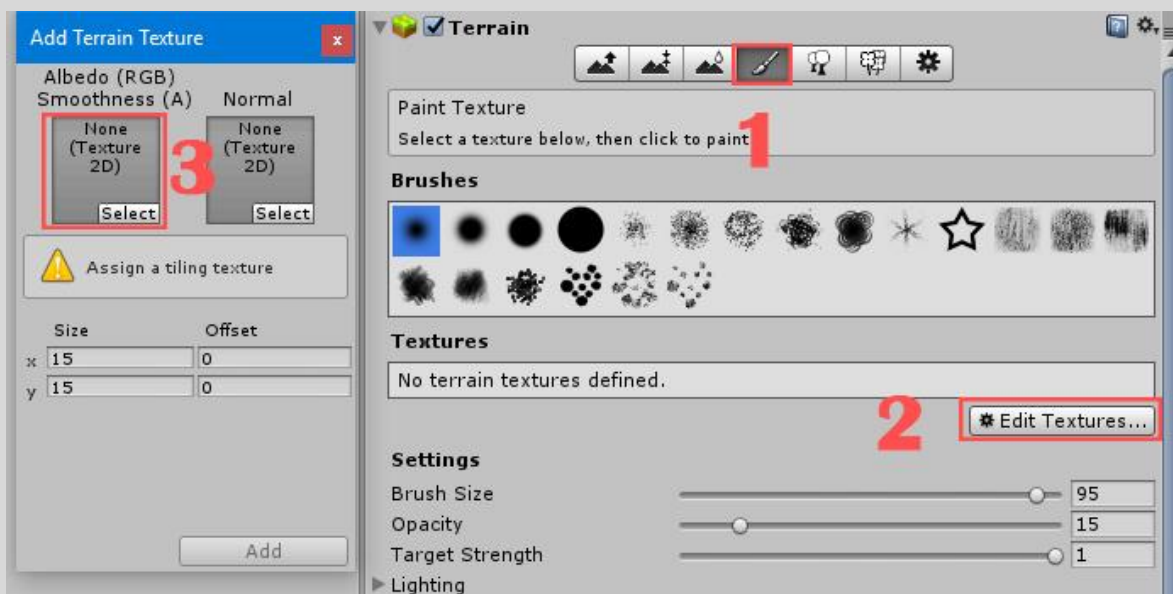 Add Terrain Texture
x
Albedo (RGB)
Smoothness (A)
Normal
None
(Texture
2D)
Select
3
None
(Texture
2D)
Select
Assign a tiling texture
Size
Offset
x 15
0
y 15
0
Add
Terrain
1
Paint Texture
Select a texture below, then click to paint
Brushes
Textures
No terrain textures defined.
2
Edit Textures...
Settings
Brush Size
95
Opacity
15
Target Strength
1
Lighting